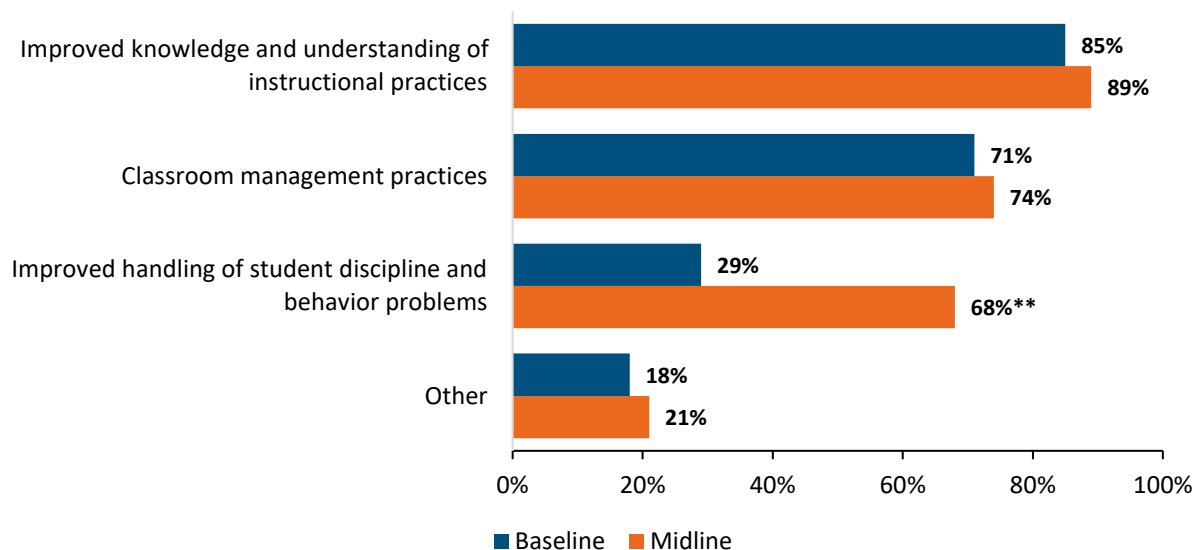 Improved knowledge and understanding of
instructional practices
85%
89%
Classroom management practices
71%
74%
Improved handling of student discipline and
behavior problems
29%
68%**
Other
18%
21%
0% 20% 40% 60% 80% 100%
Baseline Midline